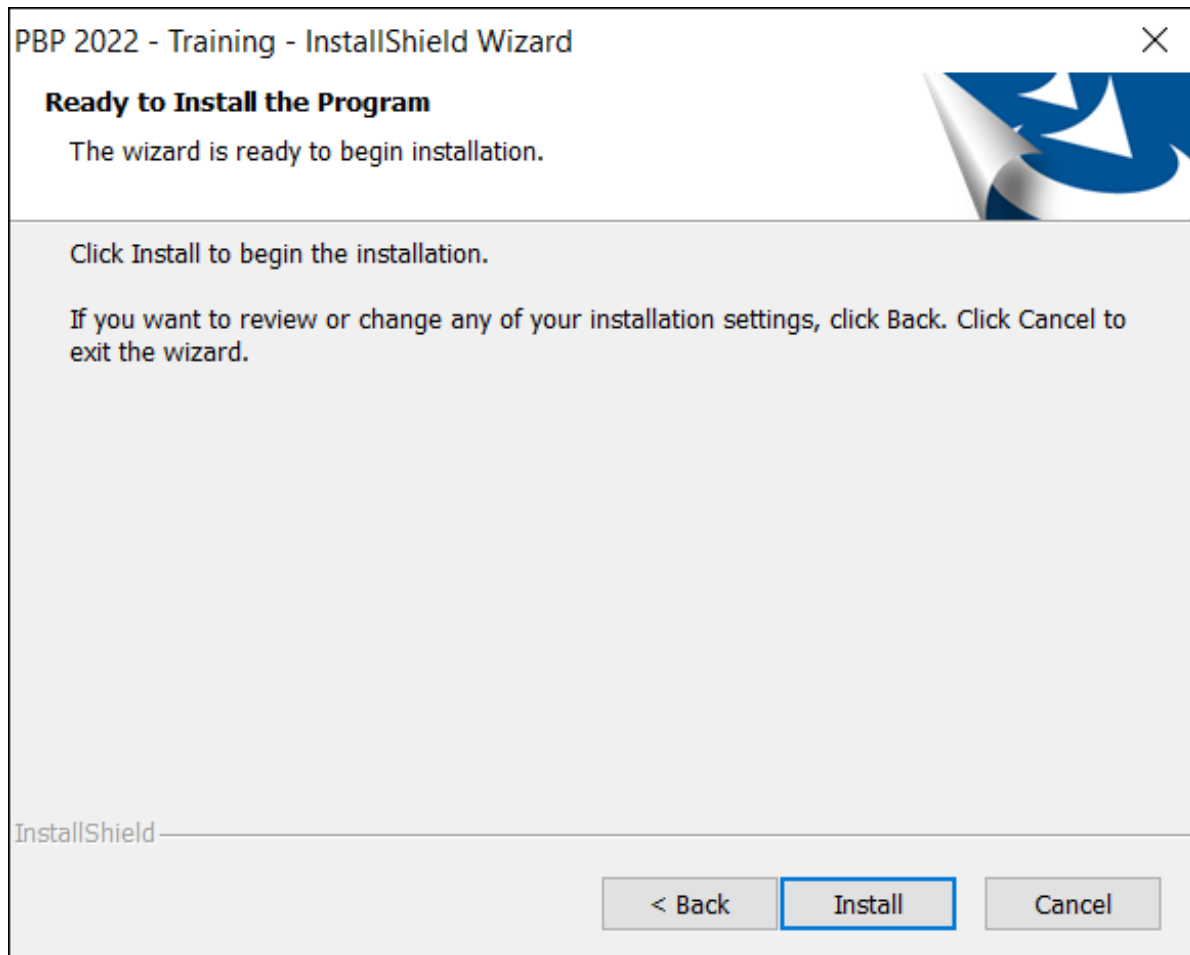 PBP 2022 - Training - InstallShield Wizard
Ready to Install the Program
The wizard is ready to begin installation.
Click Install to begin the installation.
If you want to review or change any of your installation settings, click Back. Click Cancel to
exit the wizard.
InstallShield
< Back
Install
Cancel